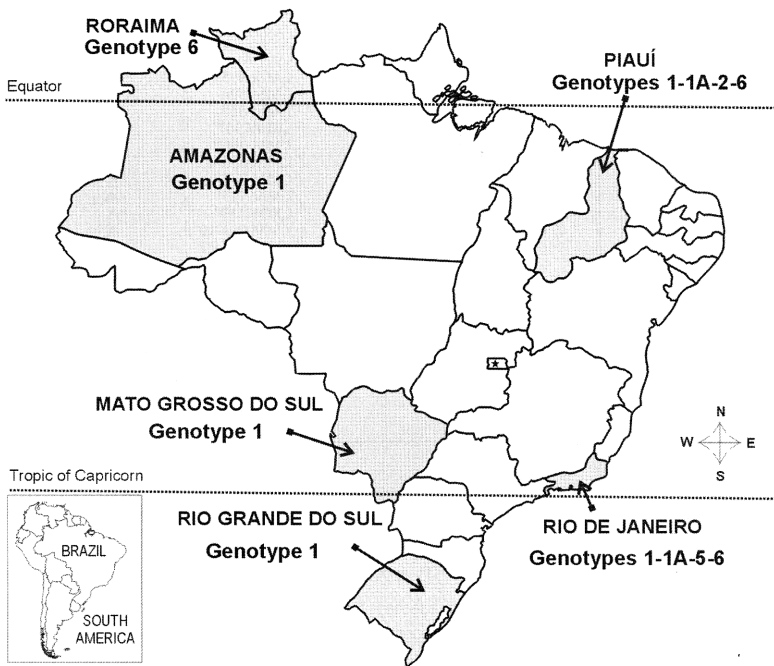 RORAIMA
Genotype 6
PIAUÍ
Genotypes 1-1A-2-6
Equator
AMAZONAS
Genotype 1
MATO GROSSO DO SUL
Genotype 1
N
W E
S
Tropic of Capricorn
RIO GRANDE DO SUL
Genotype 1
RIO DE JANEIRO
Genotypes 1-1A-5-6
BRAZIL
SOUTH
AMERICA